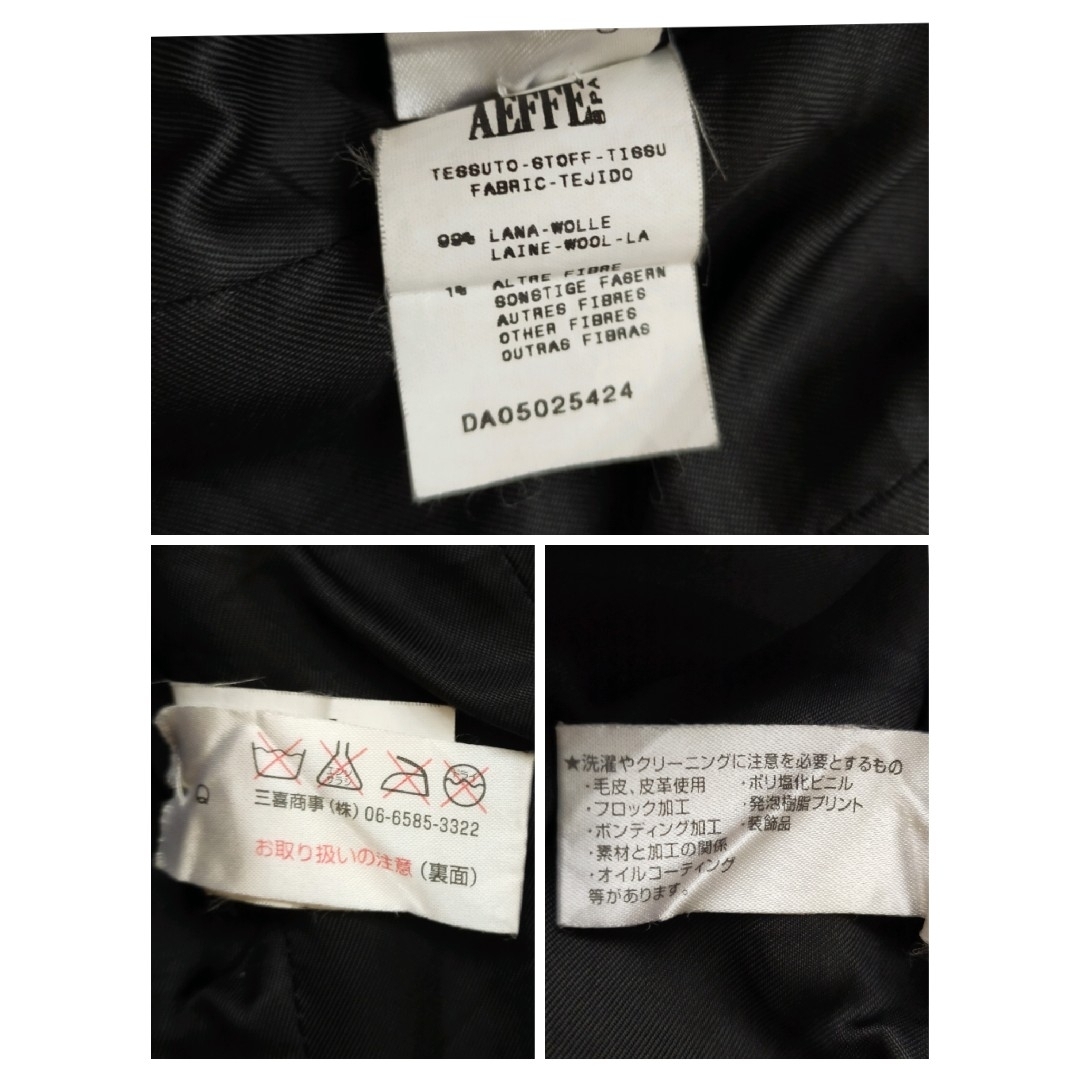 AEFFE SPA
TESSUTO-STOFF-TISSU
FABRIC-TEJIDO
99% LANA-WOLLE
LAINE-WOOL-LA
1% ALTRE FIBRE
SONSTIGE FASERN
AUTRES FIBRES
OTHER FIBRES
OUTRAS FIBRAS
DA05025424
三喜商事(株) 06-6585-3322
お取り扱いの注意(裏面)
★洗濯やクリーニングに注意を必要とするもの
・毛皮、皮革使用 ・ポリ塩化ビニル
・フロック加工 ・発泡樹脂プリント
・ボンディング加工 ・装飾品
・素材と加工の関係
・オイルコーティング
等があります。